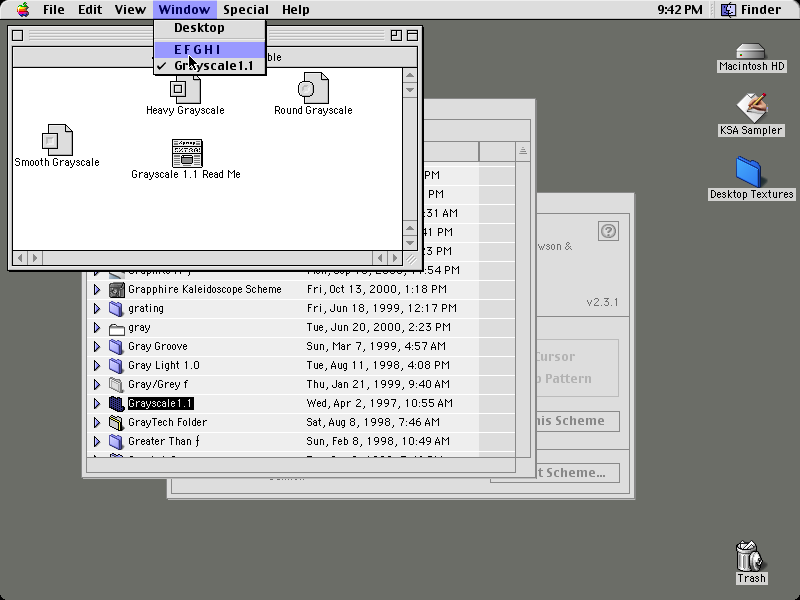 File Edit View Window Special Help 9:42 PM Finder
Desktop
E F G H I
Grayscale1.1
Heavy Grayscale
Round Grayscale
Smooth Grayscale
Grayscale 1.1 Read Me
Macintosh HD
KSA Sampler
Desktop Textures
Trash
PM
PM
:31 AM
41 PM
23 PM
Grapphire Kaleidoscope Scheme Fri, Oct 13, 2000, 1:18 PM
grating Fri, Jun 18, 1999, 12:17 PM
gray Tue, Jun 20, 2000, 2:23 PM
Gray Groove Sun, Mar 7, 1999, 4:57 AM
Gray Light 1.0 Tue, Aug 11, 1998, 4:08 PM
Gray/Grey f Thu, Jan 21, 1999, 9:40 AM
Grayscale1.1 Wed, Apr 2, 1997, 10:55 AM
GrayTech Folder Sat, Aug 8, 1998, 7:46 AM
Greater Than ƒ Sun, Feb 8, 1998, 10:49 AM
wson &
v2.3.1
Cursor
Pattern
his Scheme
t Scheme...